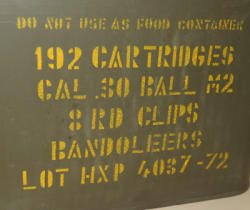 DO NOT USE AS FOOD CONTAINER
192 CARTRIDGES
CAL .30 BALL M2
8 RD CLIPS
BANDOLEERS
LOT HXP 4037-72